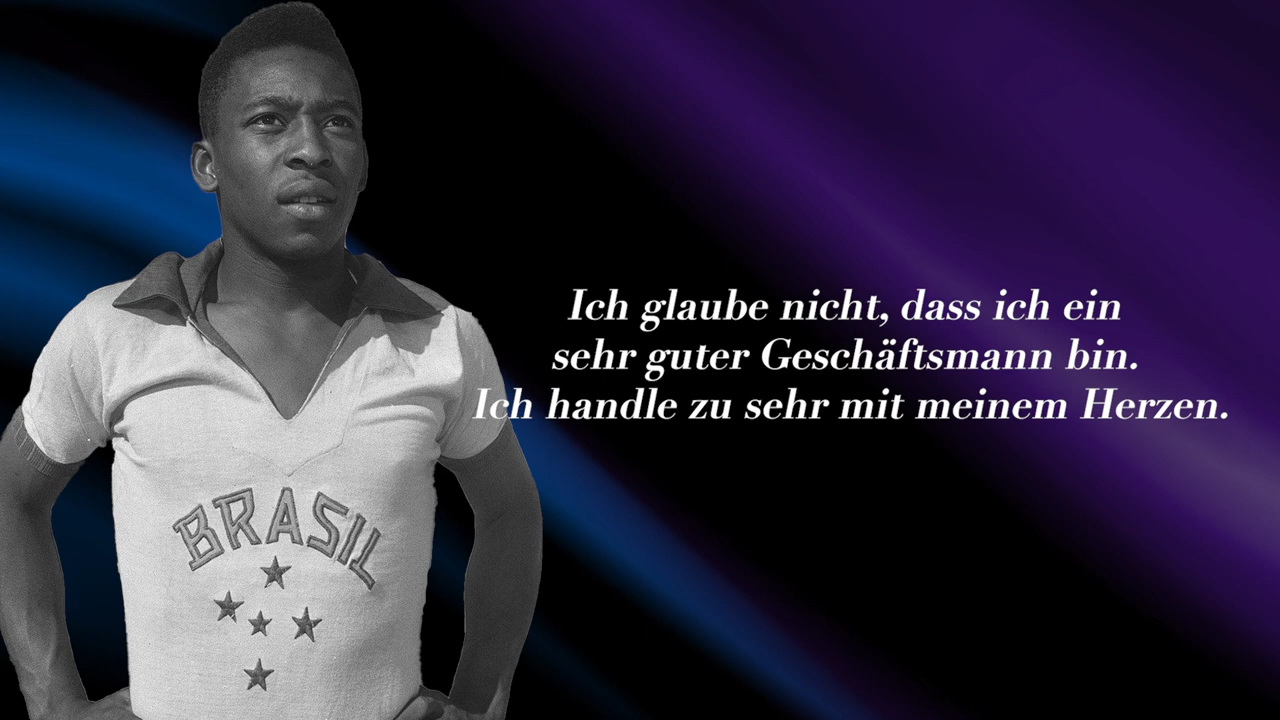 Ich glaube nicht, dass ich ein
sehr guter Geschäftsmann bin.
Ich handle zu sehr mit meinem Herzen.
BRASIL